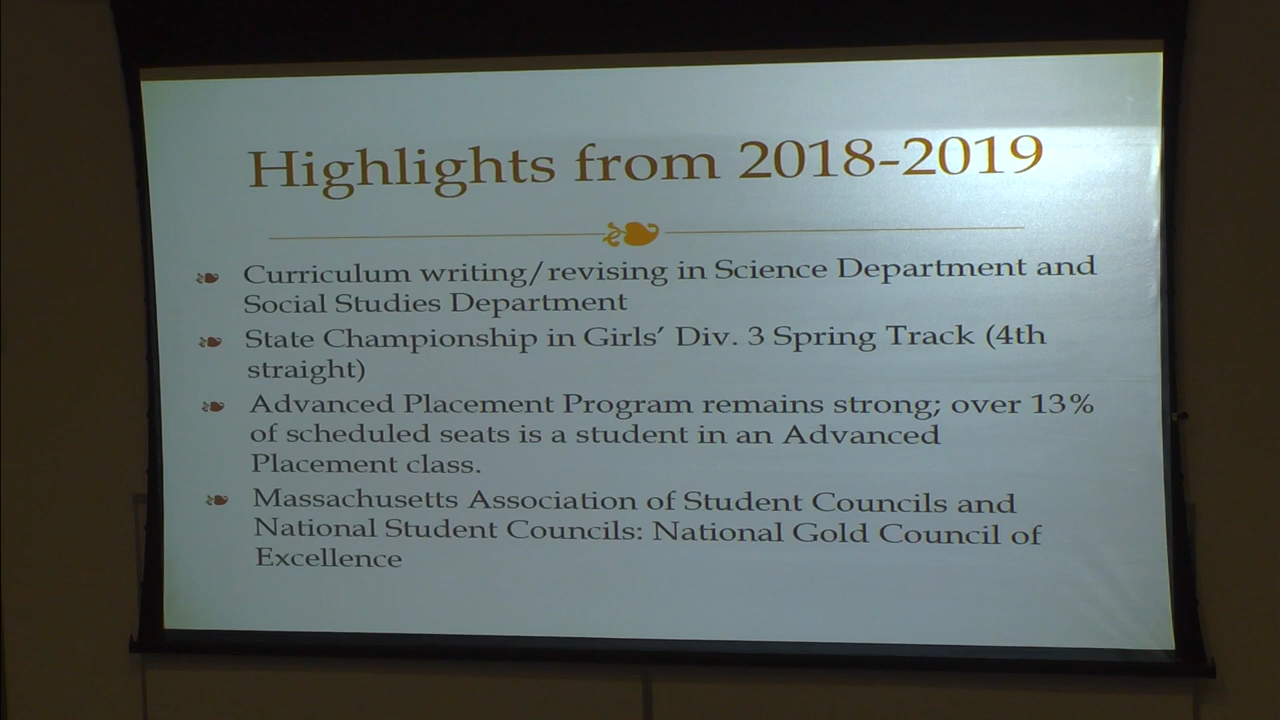 Highlights from 2018-2019
Curriculum writing/revising in Science Department and
Social Studies Department
State Championship in Girls' Div. 3 Spring Track (4th
straight)
Advanced Placement Program remains strong; over 13%
of scheduled seats is a student in an Advanced
Placement class.
Massachusetts Association of Student Councils and
National Student Councils: National Gold Council of
Excellence